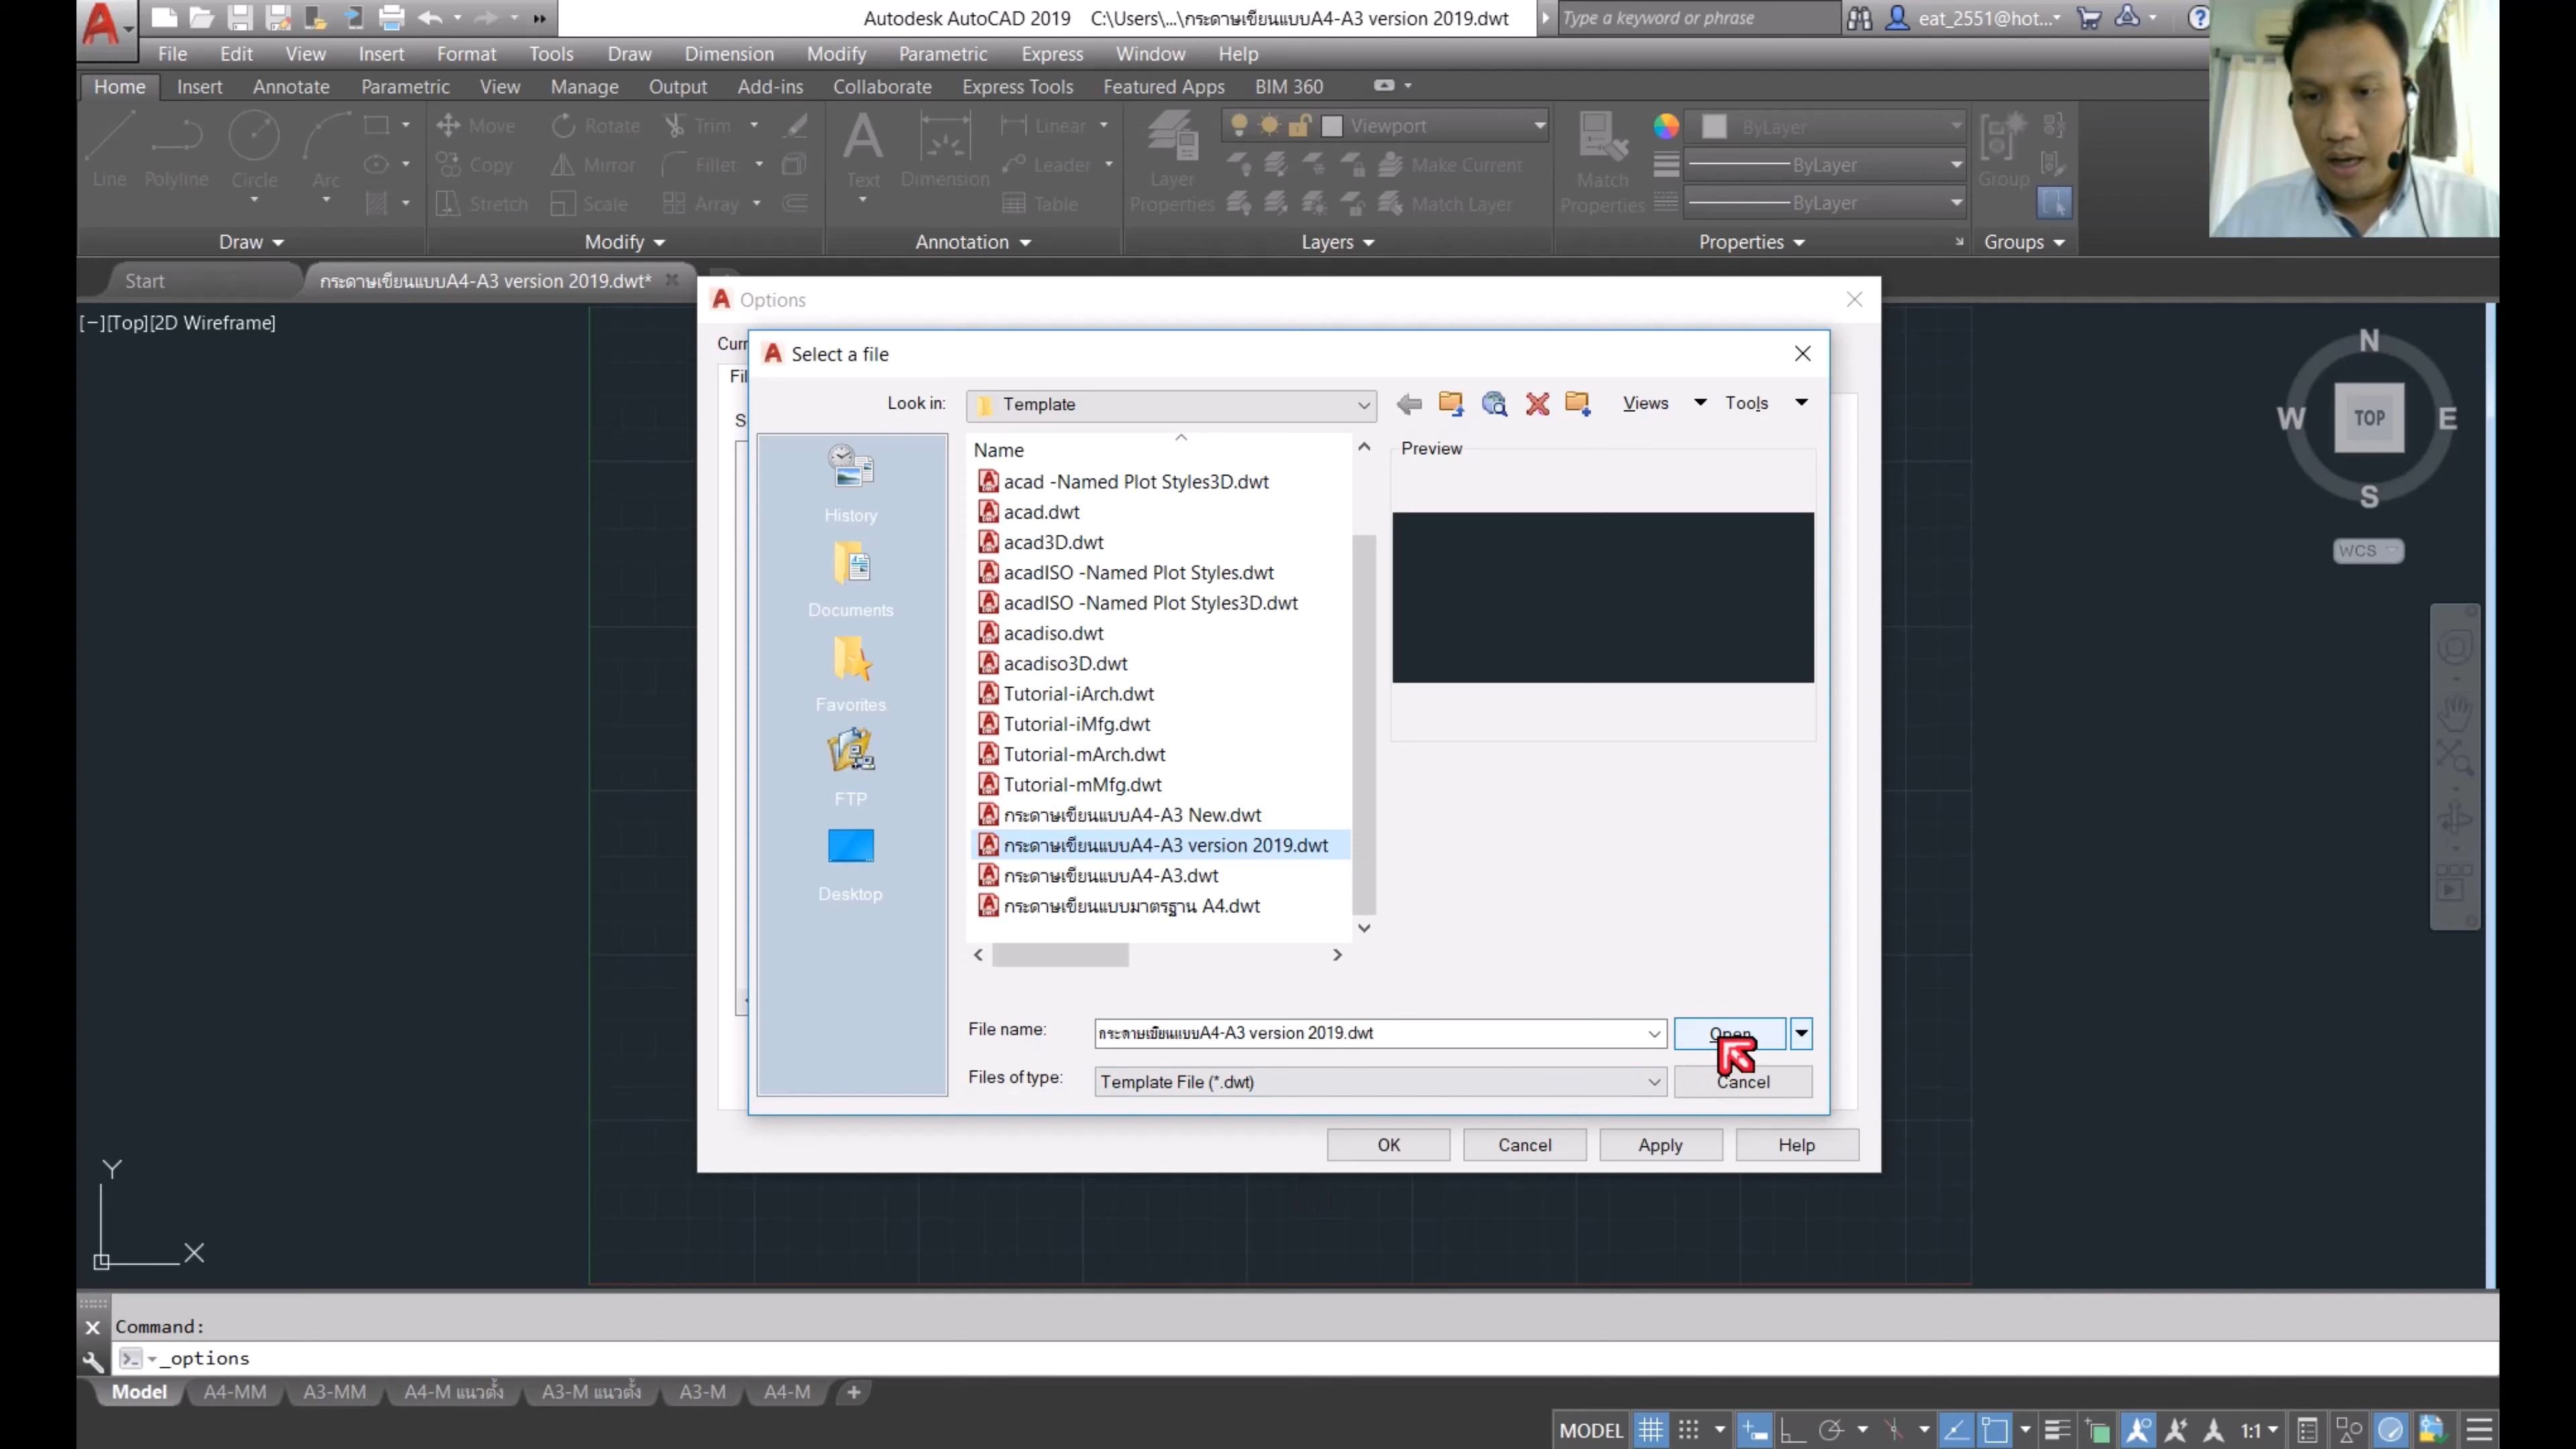 Autodesk AutoCAD 2019 C:\Users\...\กระดาษเขียนแบบA4-A3 version 2019.dwt
Type a keyword or phrase
eat_2551@hot...
File Edit View Insert Format Tools Draw Dimension Modify Parametric Express Window Help
Home Insert Annotate Parametric View Manage Output Add-ins Collaborate Express Tools Featured Apps BIM 360
Line Polyline Circle Arc
Move Rotate Trim
Copy Mirror Fillet
Stretch Scale Array
Text Dimension
Linear
Leader
Table
Layer Properties
Viewport
Make Current
Match Layer
Match Properties
ByLayer
ByLayer
ByLayer
Group
Draw Modify Annotation Layers Properties Groups
Start กระดาษเขียนแบบA4-A3 version 2019.dwt*
[−][Top][2D Wireframe]
Options
Curr
Fil
S
Select a file
Look in: Template
Views Tools
Name
Preview
acad -Named Plot Styles3D.dwt
acad.dwt
acad3D.dwt
acadISO -Named Plot Styles.dwt
acadISO -Named Plot Styles3D.dwt
acadiso.dwt
acadiso3D.dwt
Tutorial-iArch.dwt
Tutorial-iMfg.dwt
Tutorial-mArch.dwt
Tutorial-mMfg.dwt
กระดาษเขียนแบบA4-A3 New.dwt
กระดาษเขียนแบบA4-A3 version 2019.dwt
กระดาษเขียนแบบA4-A3.dwt
กระดาษเขียนแบบมาตรฐาน A4.dwt
History
Documents
Favorites
FTP
Desktop
File name: กระดาษเขียนแบบA4-A3 version 2019.dwt Open
Files of type: Template File (*.dwt) Cancel
OK Cancel Apply Help
N
W TOP E
S
WCS
Y
X
Command:
_options
Model A4-MM A3-MM A4-M แนวตั้ง A3-M แนวตั้ง A3-M A4-M
MODEL 1:1